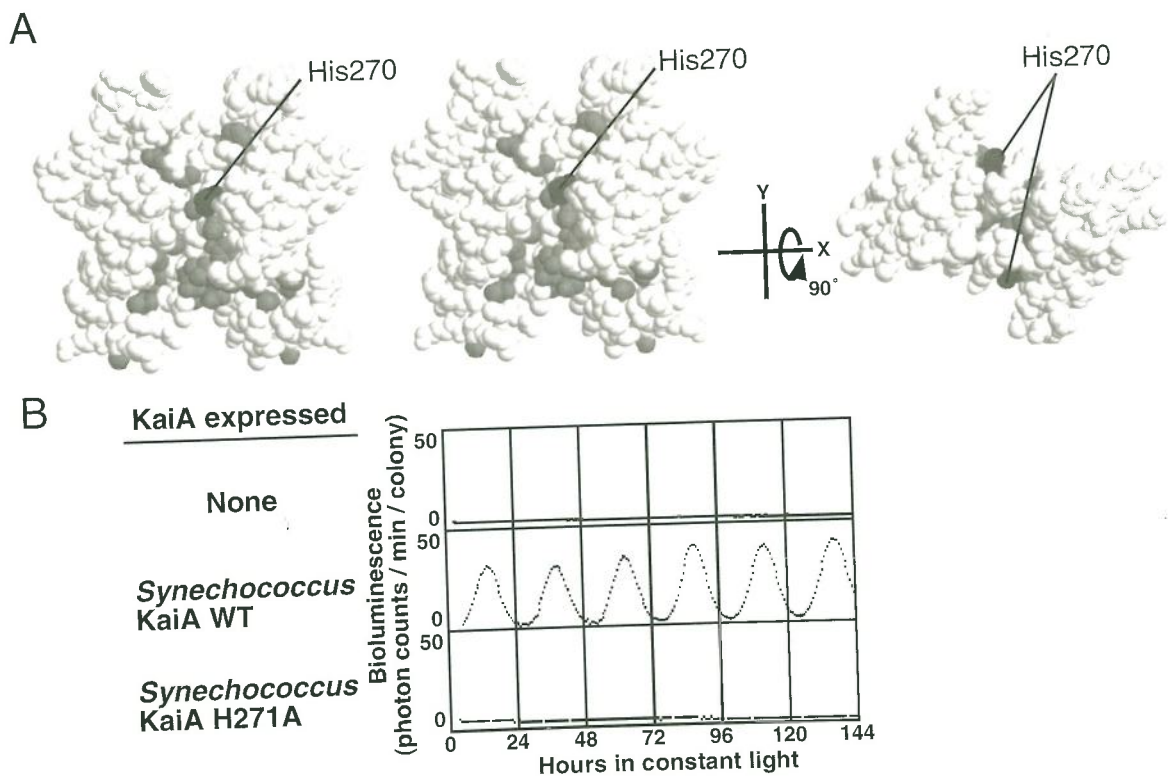 A
His270
His270
His270
Y
X
90°
B
KaiA expressed
None
Synechococcus
KaiA WT
Synechococcus
KaiA H271A
Bioluminescence
(photon counts / min / colony)
50
0
50
0
50
0
0 24 48 72 96 120 144
Hours in constant light